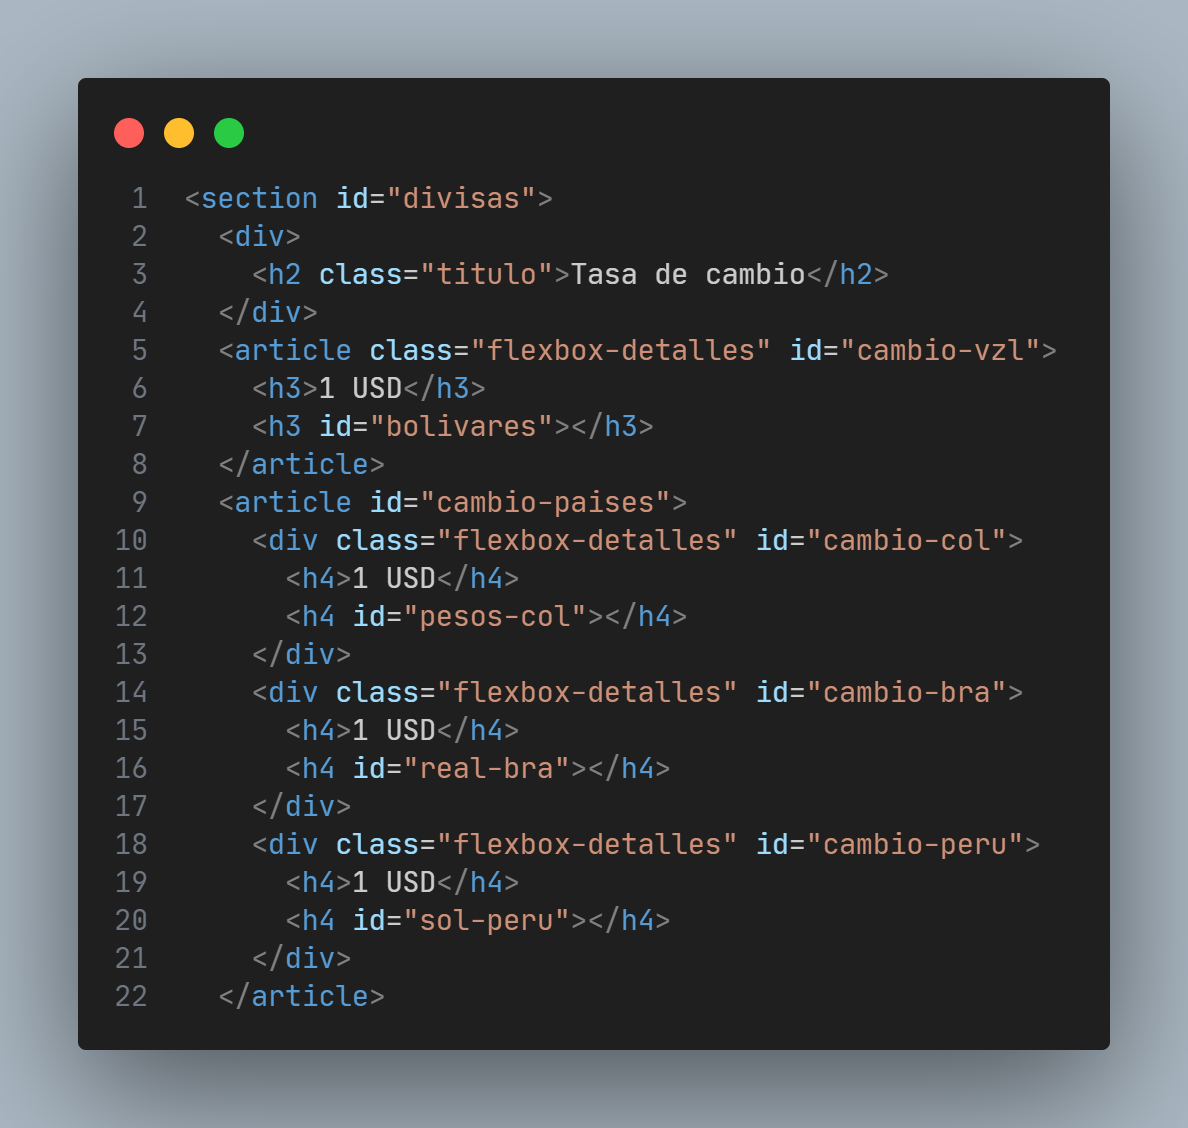 1 <section id="divisas">
2   <div>
3     <h2 class="titulo">Tasa de cambio</h2>
4   </div>
5   <article class="flexbox-detalles" id="cambio-vzl">
6     <h3>1 USD</h3>
7     <h3 id="bolivares"></h3>
8   </article>
9   <article id="cambio-paises">
10     <div class="flexbox-detalles" id="cambio-col">
11       <h4>1 USD</h4>
12       <h4 id="pesos-col"></h4>
13     </div>
14     <div class="flexbox-detalles" id="cambio-bra">
15       <h4>1 USD</h4>
16       <h4 id="real-bra"></h4>
17     </div>
18     <div class="flexbox-detalles" id="cambio-peru">
19       <h4>1 USD</h4>
20       <h4 id="sol-peru"></h4>
21     </div>
22   </article>